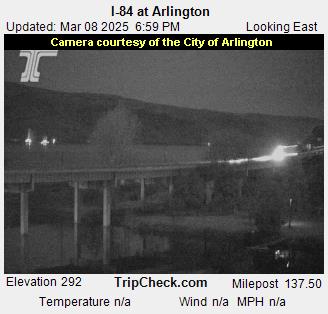 I-84 at Arlington
Updated: Mar 08 2025 6:59 PM Looking East
Camera courtesy of the City of Arlington
Elevation 292 TripCheck.com Milepost 137.50
Temperature n/a Wind n/a MPH n/a